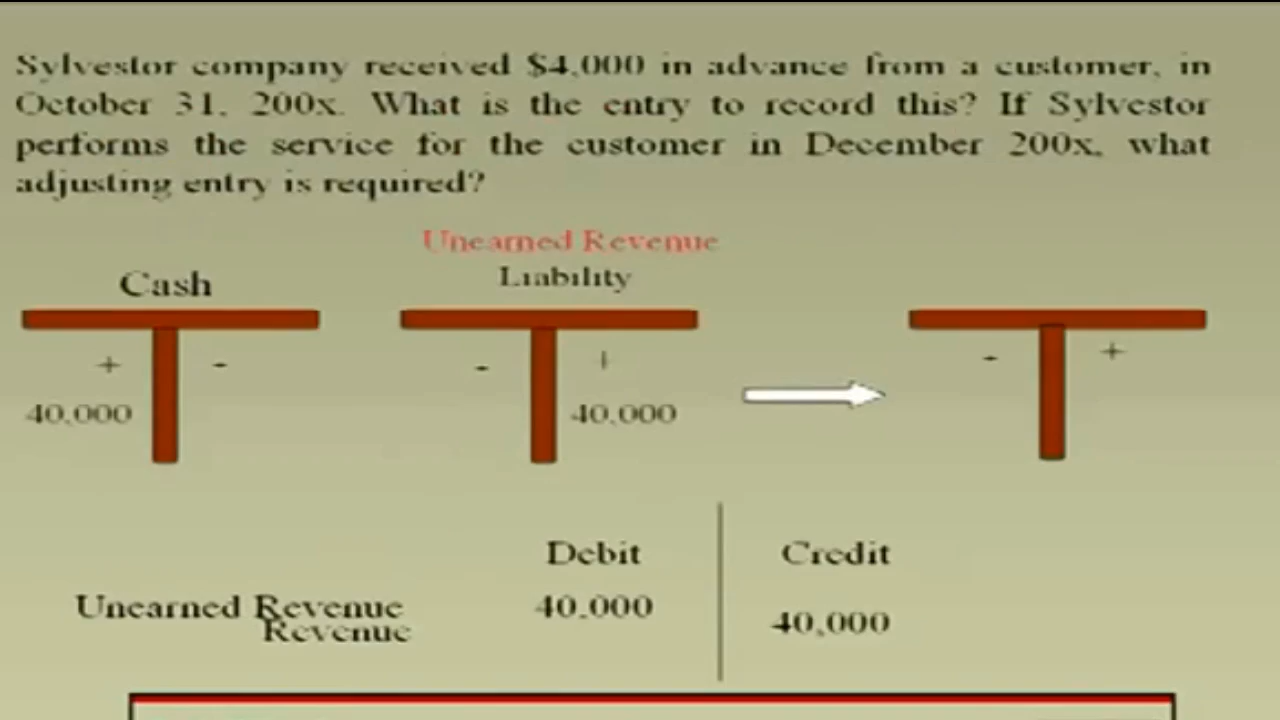 Sylvestor company received $4,000 in advance from a customer, in
October 31, 200x. What is the entry to record this? If Sylvestor
performs the service for the customer in December 200x, what
adjusting entry is required?
Unearned Revenue
Cash
Liability
+ -
- +
- +
40,000
40,000
Debit
Credit
Unearned Revenue
40,000
Revenue
40,000